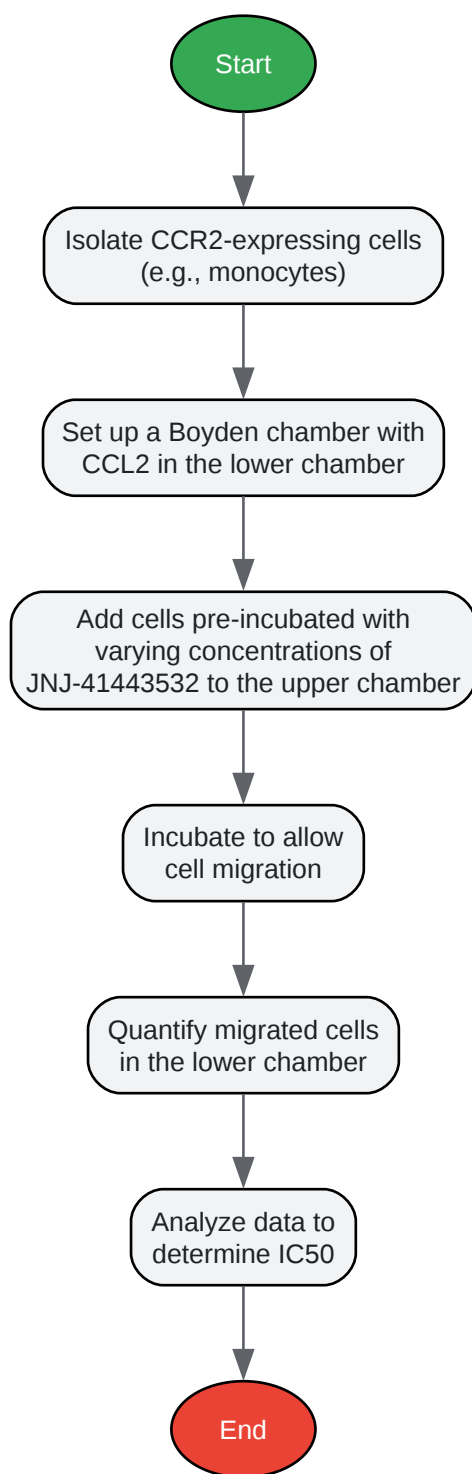 Start
Isolate CCR2-expressing cells
(e.g., monocytes)
Set up a Boyden chamber with
CCL2 in the lower chamber
Add cells pre-incubated with
varying concentrations of
JNJ-41443532 to the upper chamber
Incubate to allow
cell migration
Quantify migrated cells
in the lower chamber
Analyze data to
determine IC50
End